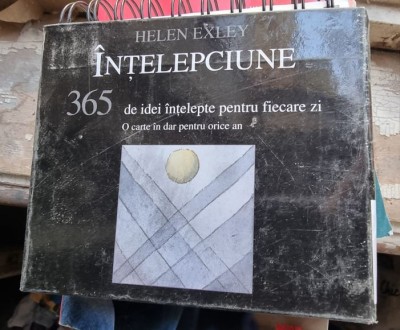 HELEN EXLEY
ÎNȚELEPCIUNE
365 de idei înțelepte pentru fiecare zi
O carte în dar pentru orice an